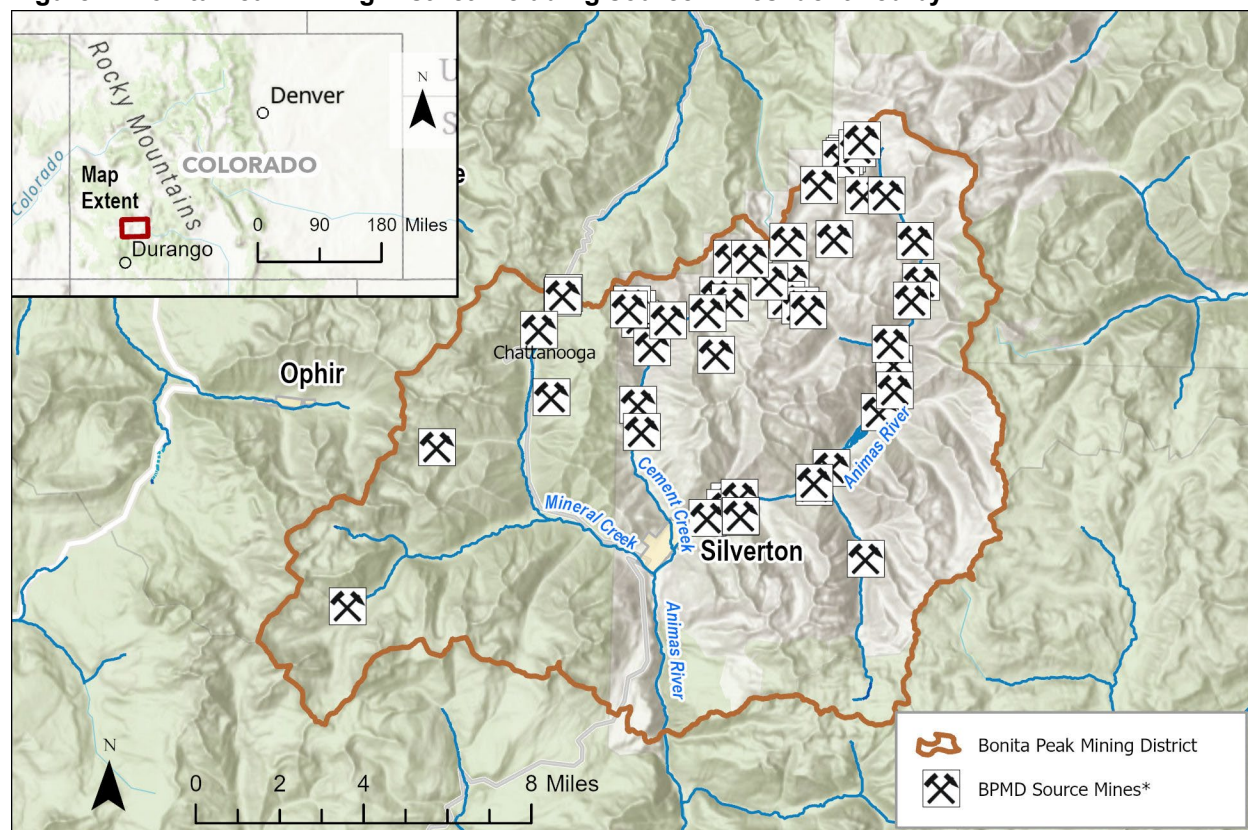 N
Denver
Rocky Mountains
COLORADO
Colorado
Map
Extent
0 90 180 Miles
Durango
Chattanooga
Ophir
Cement Creek
Mineral Creek
Animas River
Silverton
Animas River
N
0 2 4 8 Miles
Bonita Peak Mining District
BPMD Source Mines*